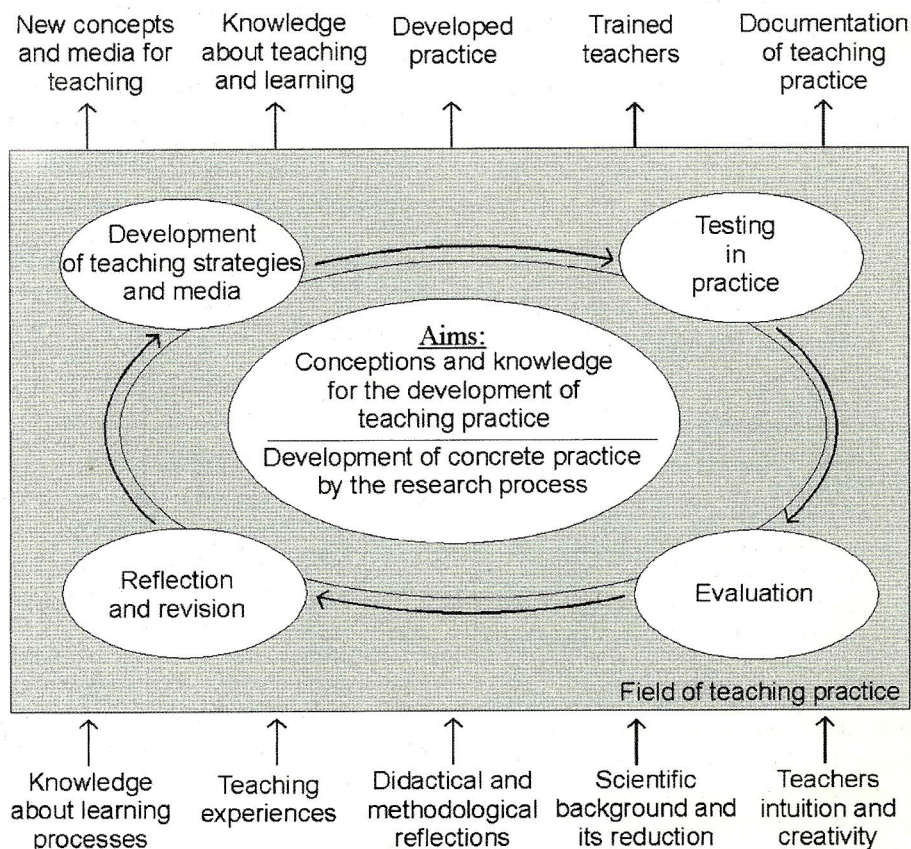 New concepts
and media for
teaching
Knowledge
about teaching
and learning
Developed
practice
Trained
teachers
Documentation
of teaching
practice
Development
of teaching strategies
and media
Testing
in
practice
Aims:
Conceptions and knowledge
for the development of
teaching practice
Development of concrete practice
by the research process
Reflection
and revision
Evaluation
Field of teaching practice
Knowledge
about learning
processes
Teaching
experiences
Didactical and
methodological
reflections
Scientific
background and
its reduction
Teachers
intuition and
creativity